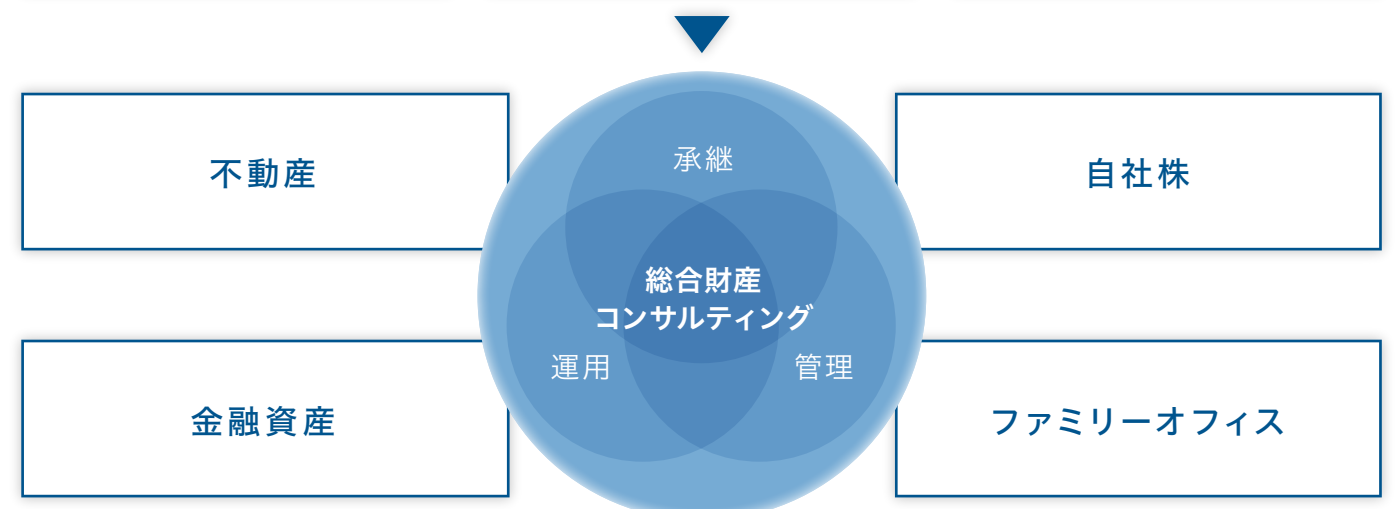 不動産
自社株
承継
総合財産
コンサルティング
運用
管理
金融資産
ファミリーオフィス